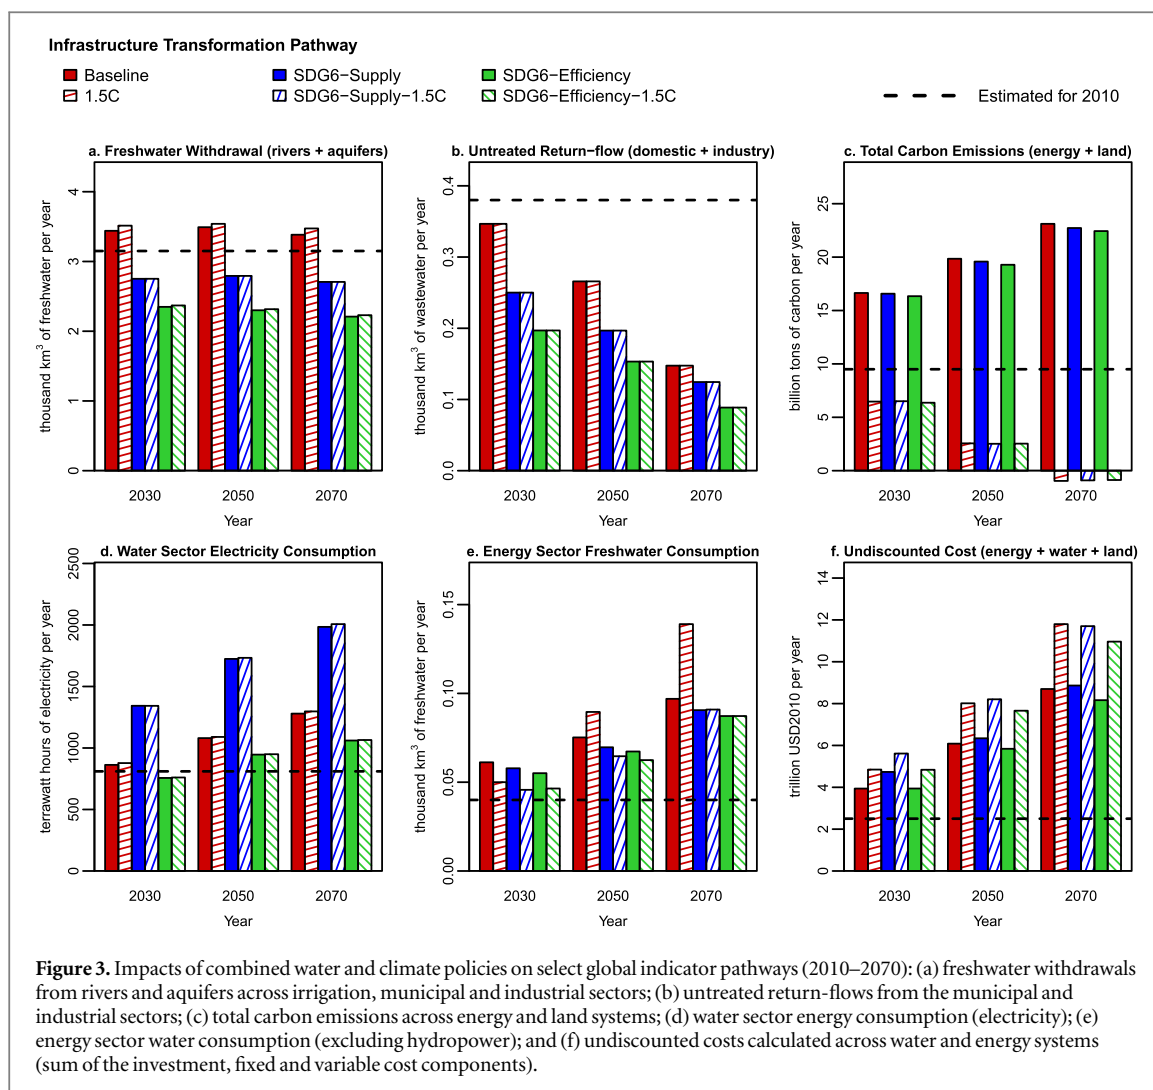 Infrastructure Transformation Pathway
Baseline
SDG6−Supply
SDG6−Efficiency
1.5C
SDG6−Supply−1.5C
SDG6−Efficiency−1.5C
Estimated for 2010
a. Freshwater Withdrawal (rivers + aquifers)
thousand km³ of freshwater per year
4
3
2
1
0
2030 2050 2070
Year
b. Untreated Return−flow (domestic + industry)
thousand km³ of wastewater per year
0.4
0.3
0.2
0.1
0.0
2030 2050 2070
Year
c. Total Carbon Emissions (energy + land)
billion tons of carbon per year
25
20
15
10
5
0
2030 2050 2070
Year
d. Water Sector Electricity Consumption
terrawatt hours of electricity per year
2500
2000
1500
1000
500
0
2030 2050 2070
Year
e. Energy Sector Freshwater Consumption
thousand km³ of freshwater per year
0.15
0.10
0.05
0.00
2030 2050 2070
Year
f. Undiscounted Cost (energy + water + land)
trillion USD2010 per year
14
12
10
8
6
4
2
0
2030 2050 2070
Year
Figure 3. Impacts of combined water and climate policies on select global indicator pathways (2010–2070): (a) freshwater withdrawals
from rivers and aquifers across irrigation, municipal and industrial sectors; (b) untreated return-flows from the municipal and
industrial sectors; (c) total carbon emissions across energy and land systems; (d) water sector energy consumption (electricity); (e)
energy sector water consumption (excluding hydropower); and (f) undiscounted costs calculated across water and energy systems
(sum of the investment, fixed and variable cost components).